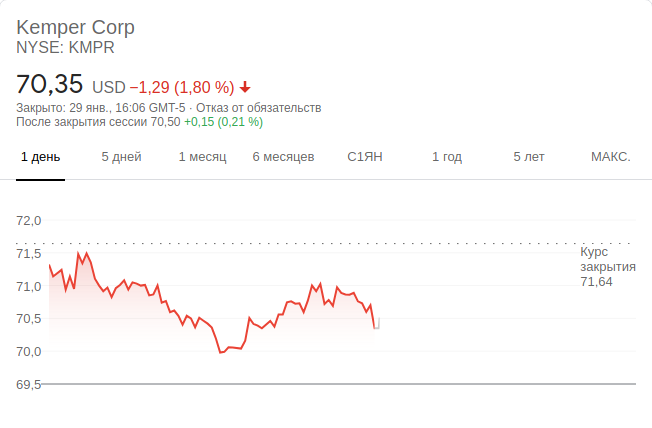 Kemper Corp
NYSE: KMPR
70,35 USD −1,29 (1,80 %)
Закрыто: 29 янв., 16:06 GMT-5 · Отказ от обязательств
После закрытия сессии 70,50 +0,15 (0,21 %)
1 день 5 дней 1 месяц 6 месяцев С1ЯН 1 год 5 лет МАКС.
72,0
71,5
71,0
70,5
70,0
69,5
Курс
закрытия
71,64